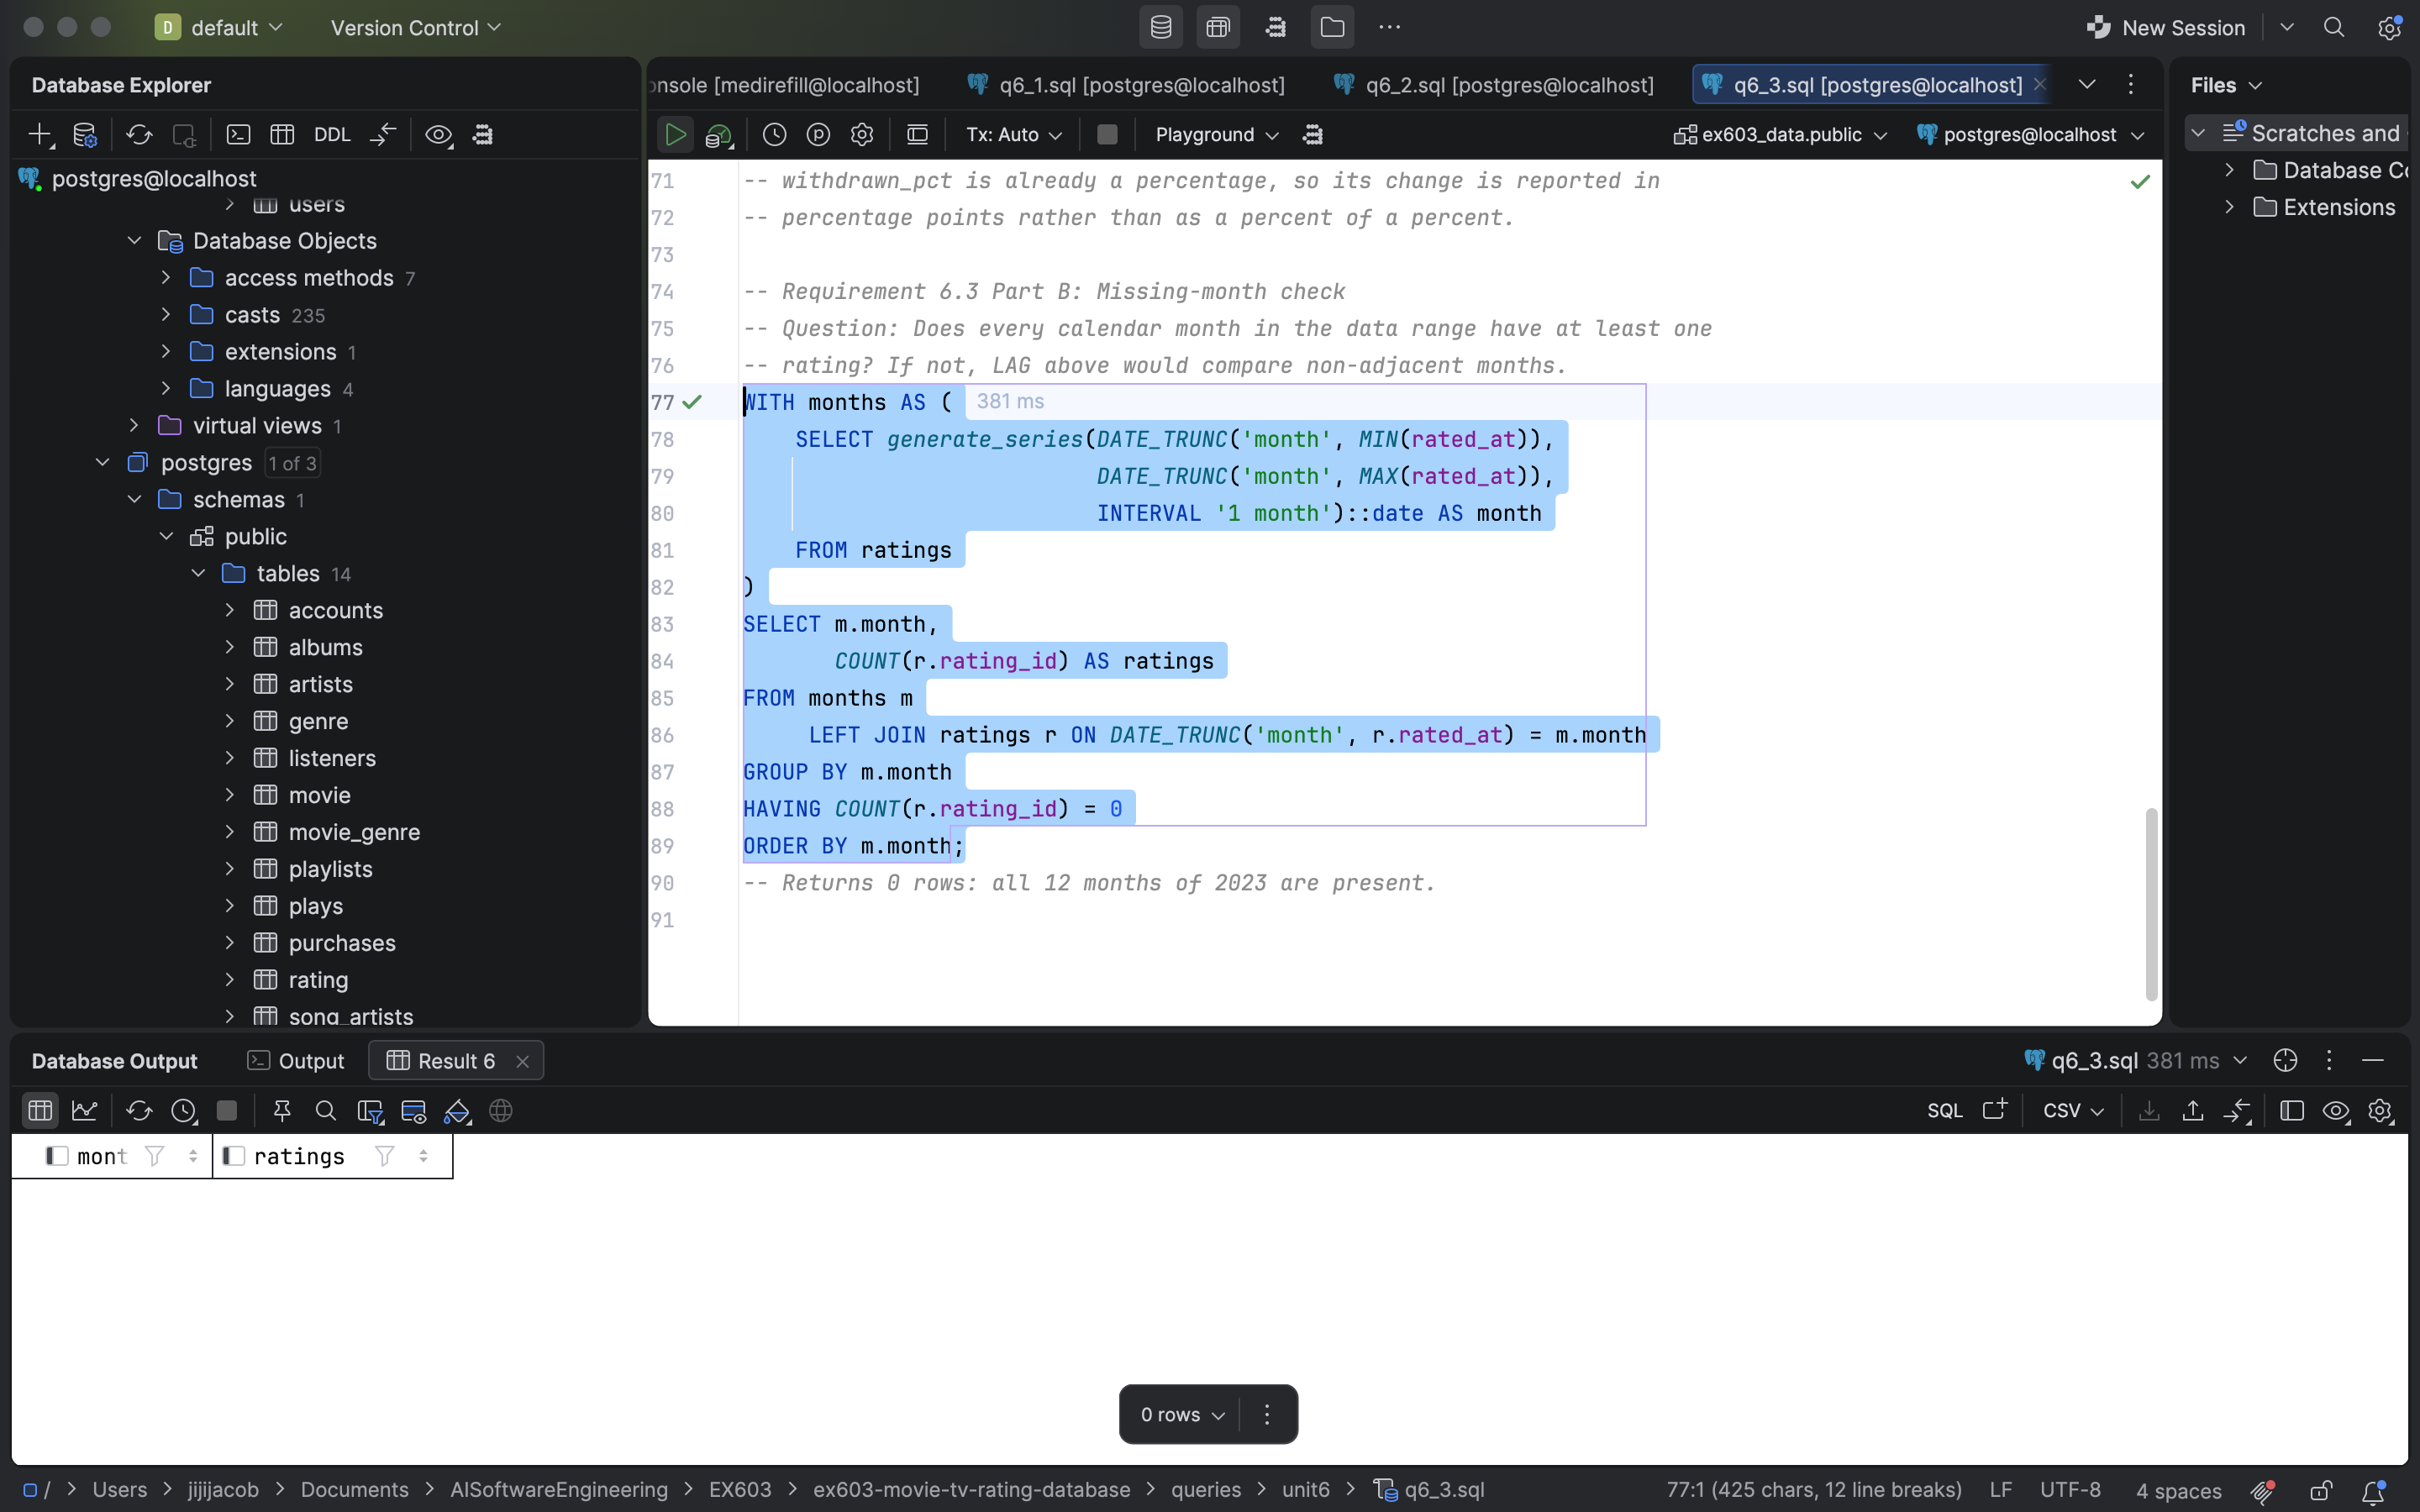 D default
Version Control
New Session
Database Explorer
DDL
postgres@localhost
users
Database Objects
access methods 7
casts 235
extensions 1
languages 4
virtual views 1
postgres 1 of 3
schemas 1
public
tables 14
accounts
albums
artists
genre
listeners
movie
movie_genre
playlists
plays
purchases
rating
song_artists
onsole [medirefill@localhost]
q6_1.sql [postgres@localhost]
q6_2.sql [postgres@localhost]
q6_3.sql [postgres@localhost]
Tx: Auto
Playground
ex603_data.public
postgres@localhost
71 -- withdrawn_pct is already a percentage, so its change is reported in
72 -- percentage points rather than as a percent of a percent.
73
74 -- Requirement 6.3 Part B: Missing-month check
75 -- Question: Does every calendar month in the data range have at least one
76 -- rating? If not, LAG above would compare non-adjacent months.
77 WITH months AS ( 381 ms
78 SELECT generate_series(DATE_TRUNC('month', MIN(rated_at)),
79 DATE_TRUNC('month', MAX(rated_at)),
80 INTERVAL '1 month')::date AS month
81 FROM ratings
82 )
83 SELECT m.month,
84 COUNT(r.rating_id) AS ratings
85 FROM months m
86 LEFT JOIN ratings r ON DATE_TRUNC('month', r.rated_at) = m.month
87 GROUP BY m.month
88 HAVING COUNT(r.rating_id) = 0
89 ORDER BY m.month;
90 -- Returns 0 rows: all 12 months of 2023 are present.
91
Files
Scratches and
Database Co
Extensions
Database Output
Output
Result 6
q6_3.sql 381 ms
SQL
CSV
mont
ratings
0 rows
/ > Users > jijijacob > Documents > AISoftwareEngineering > EX603 > ex603-movie-tv-rating-database > queries > unit6 > q6_3.sql
77:1 (425 chars, 12 line breaks)
LF
UTF-8
4 spaces